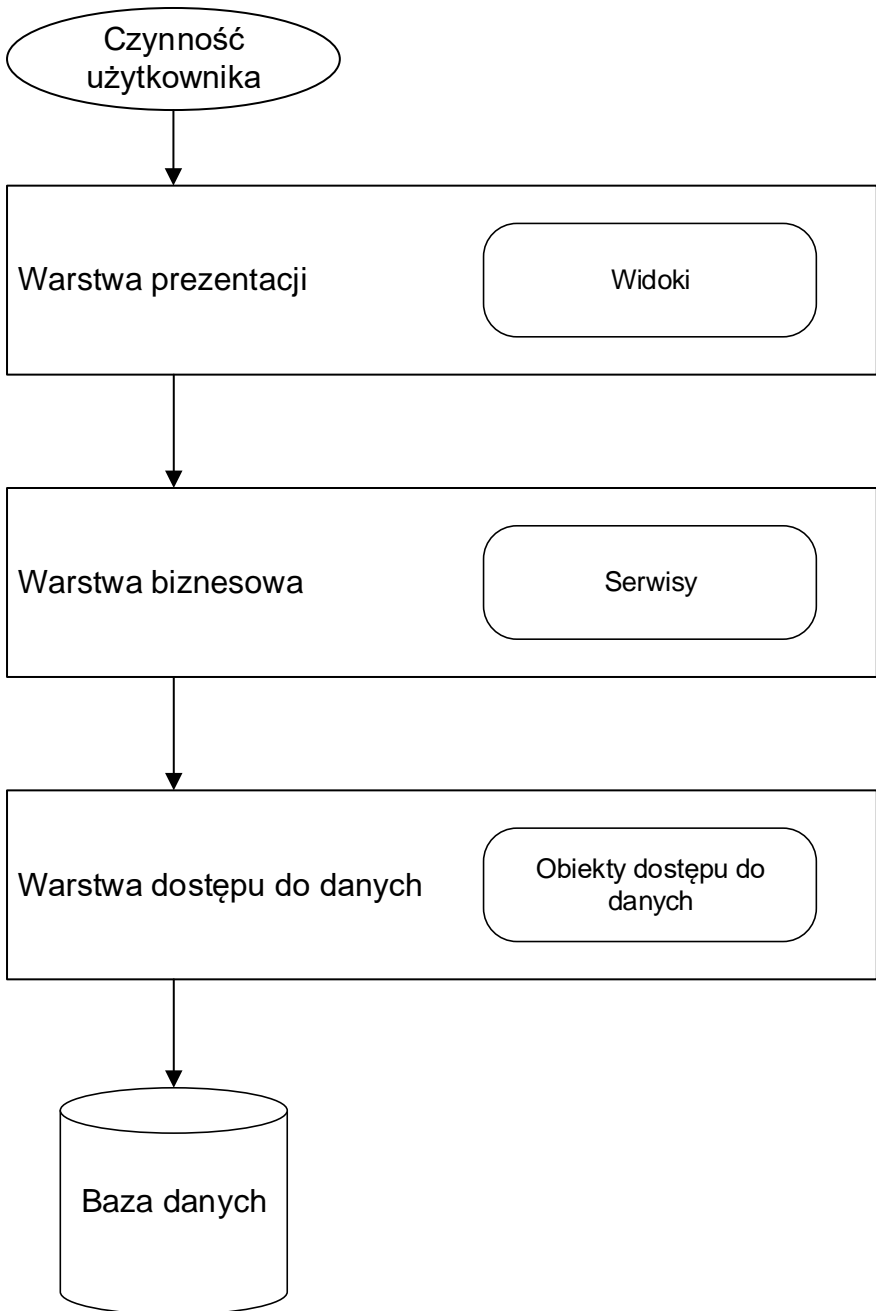 Czynność
użytkownika
Warstwa prezentacji
Widoki
Warstwa biznesowa
Serwisy
Warstwa dostępu do danych
Obiekty dostępu do
danych
Baza danych